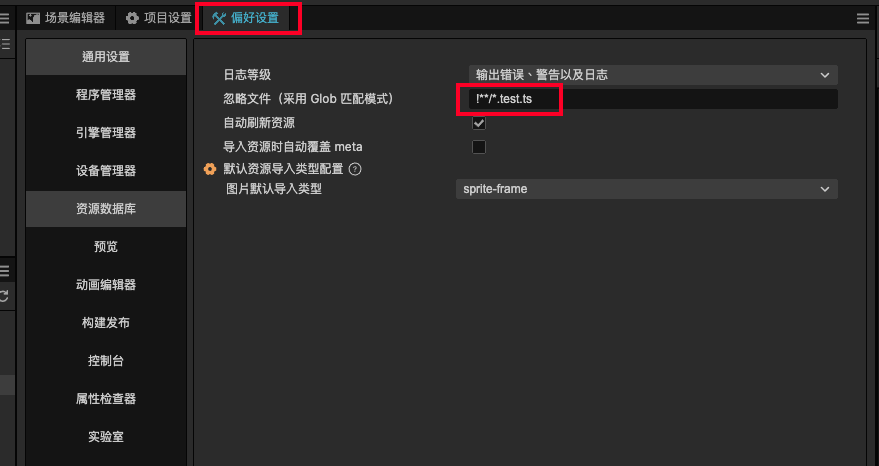 场景编辑器 项目设置 偏好设置
通用设置
程序管理器
引擎管理器
设备管理器
资源数据库
预览
动画编辑器
构建发布
控制台
属性检查器
实验室
日志等级 输出错误、警告以及日志
忽略文件（采用 Glob 匹配模式） !**/*.test.ts
自动刷新资源
导入资源时自动覆盖 meta
默认资源导入类型配置 ?
图片默认导入类型 sprite-frame